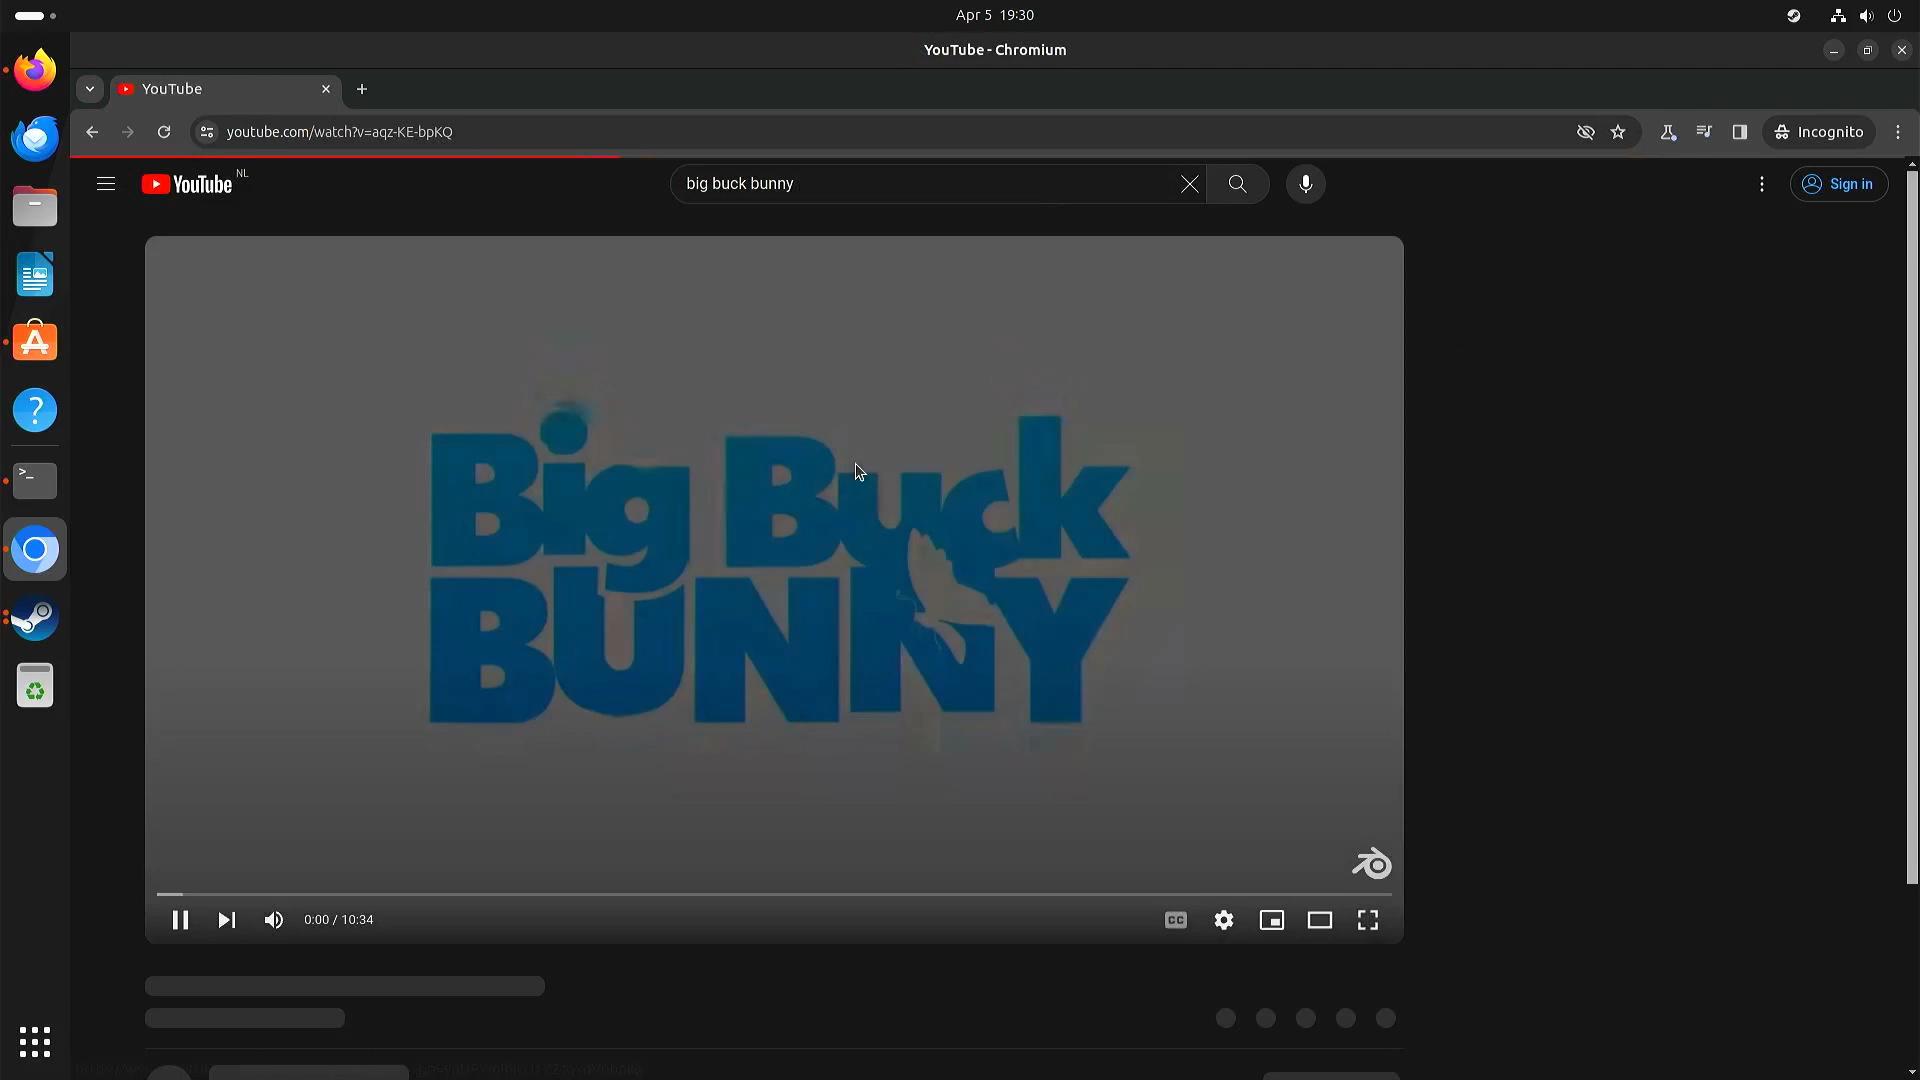 Apr 5 19:30
YouTube - Chromium
YouTube
youtube.com/watch?v=aqz-KE-bpKQ
Incognito
YouTube NL
big buck bunny
Sign in
Big Buck
BUNNY
0:00 / 10:34
CC